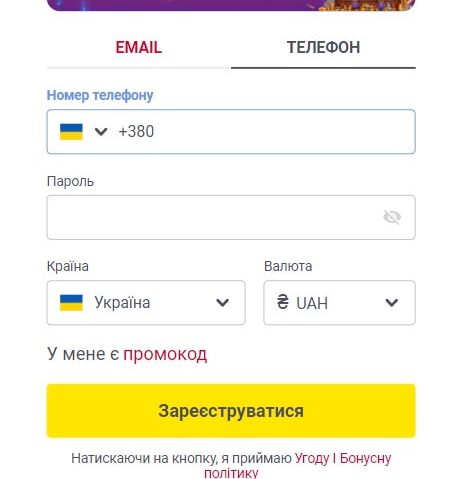 EMAIL ТЕЛЕФОН
Номер телефону
+380
Пароль
Країна Валюта
Україна ₴ UAH
У мене є промокод
Зареєструватися
Натискаючи на кнопку, я приймаю Угоду І Бонусну
політику